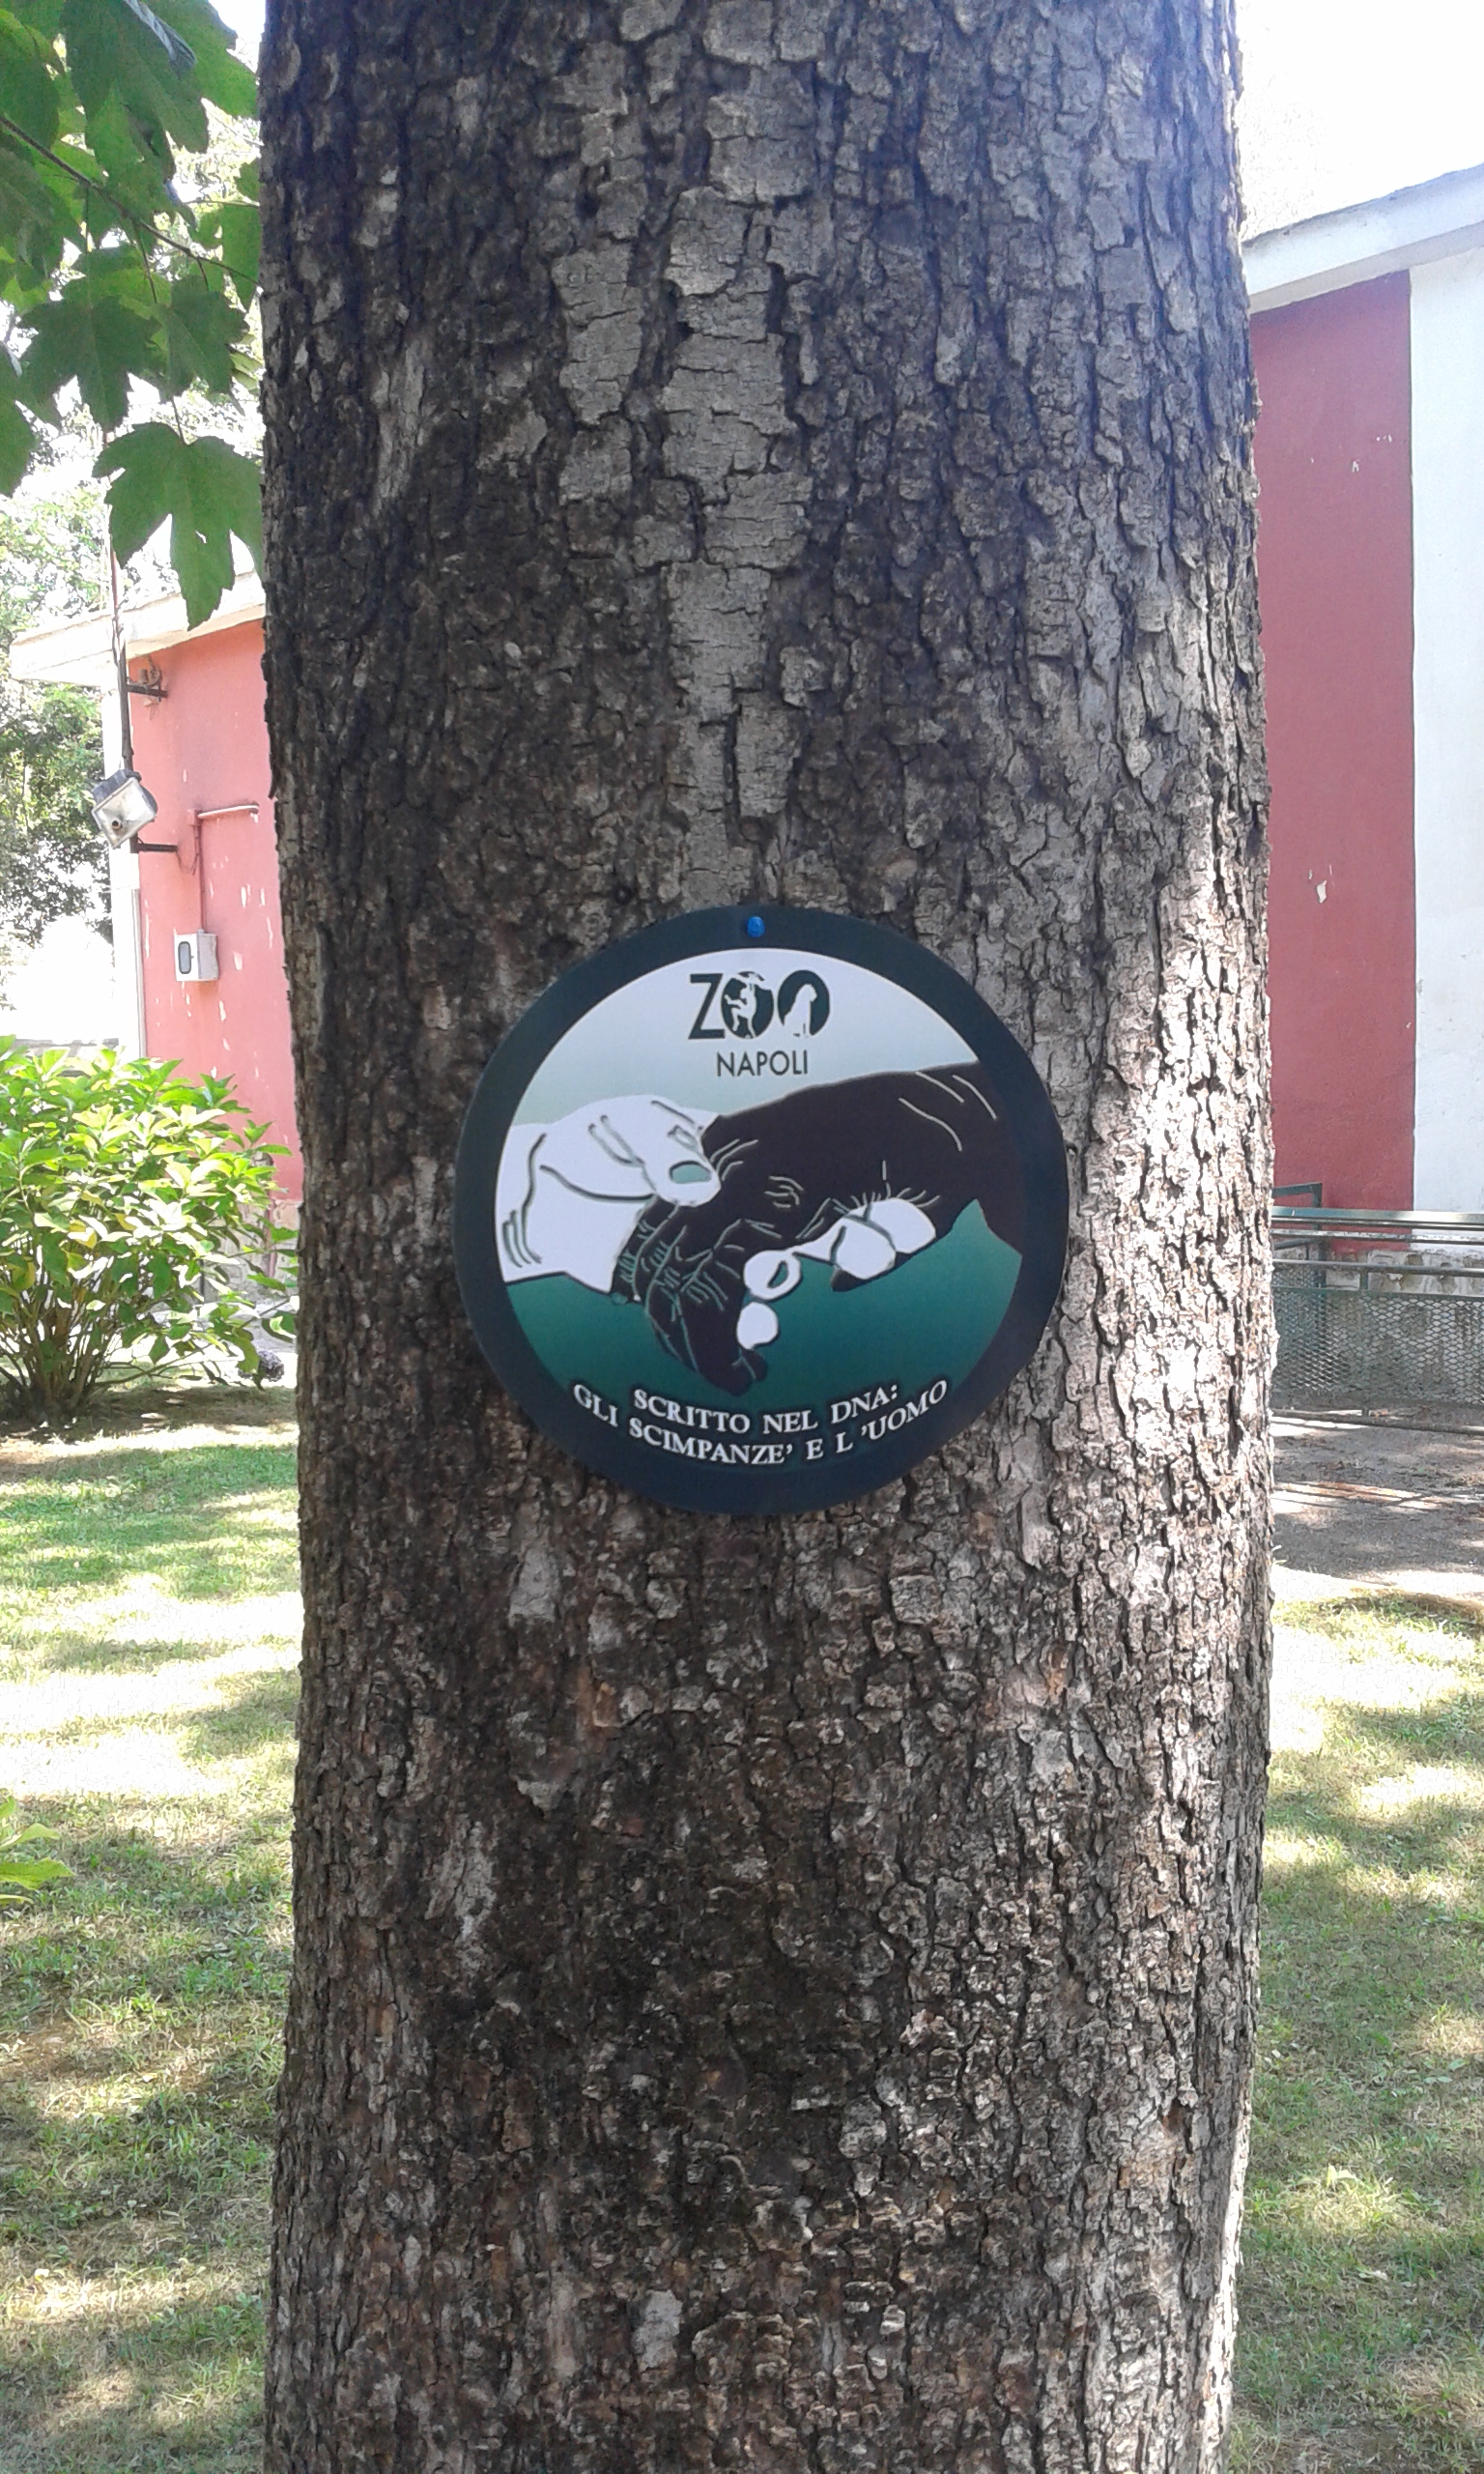 ZOO
NAPOLI
SCRITTO NEL DNA:
GLI SCIMPANZE' E L 'UOMO